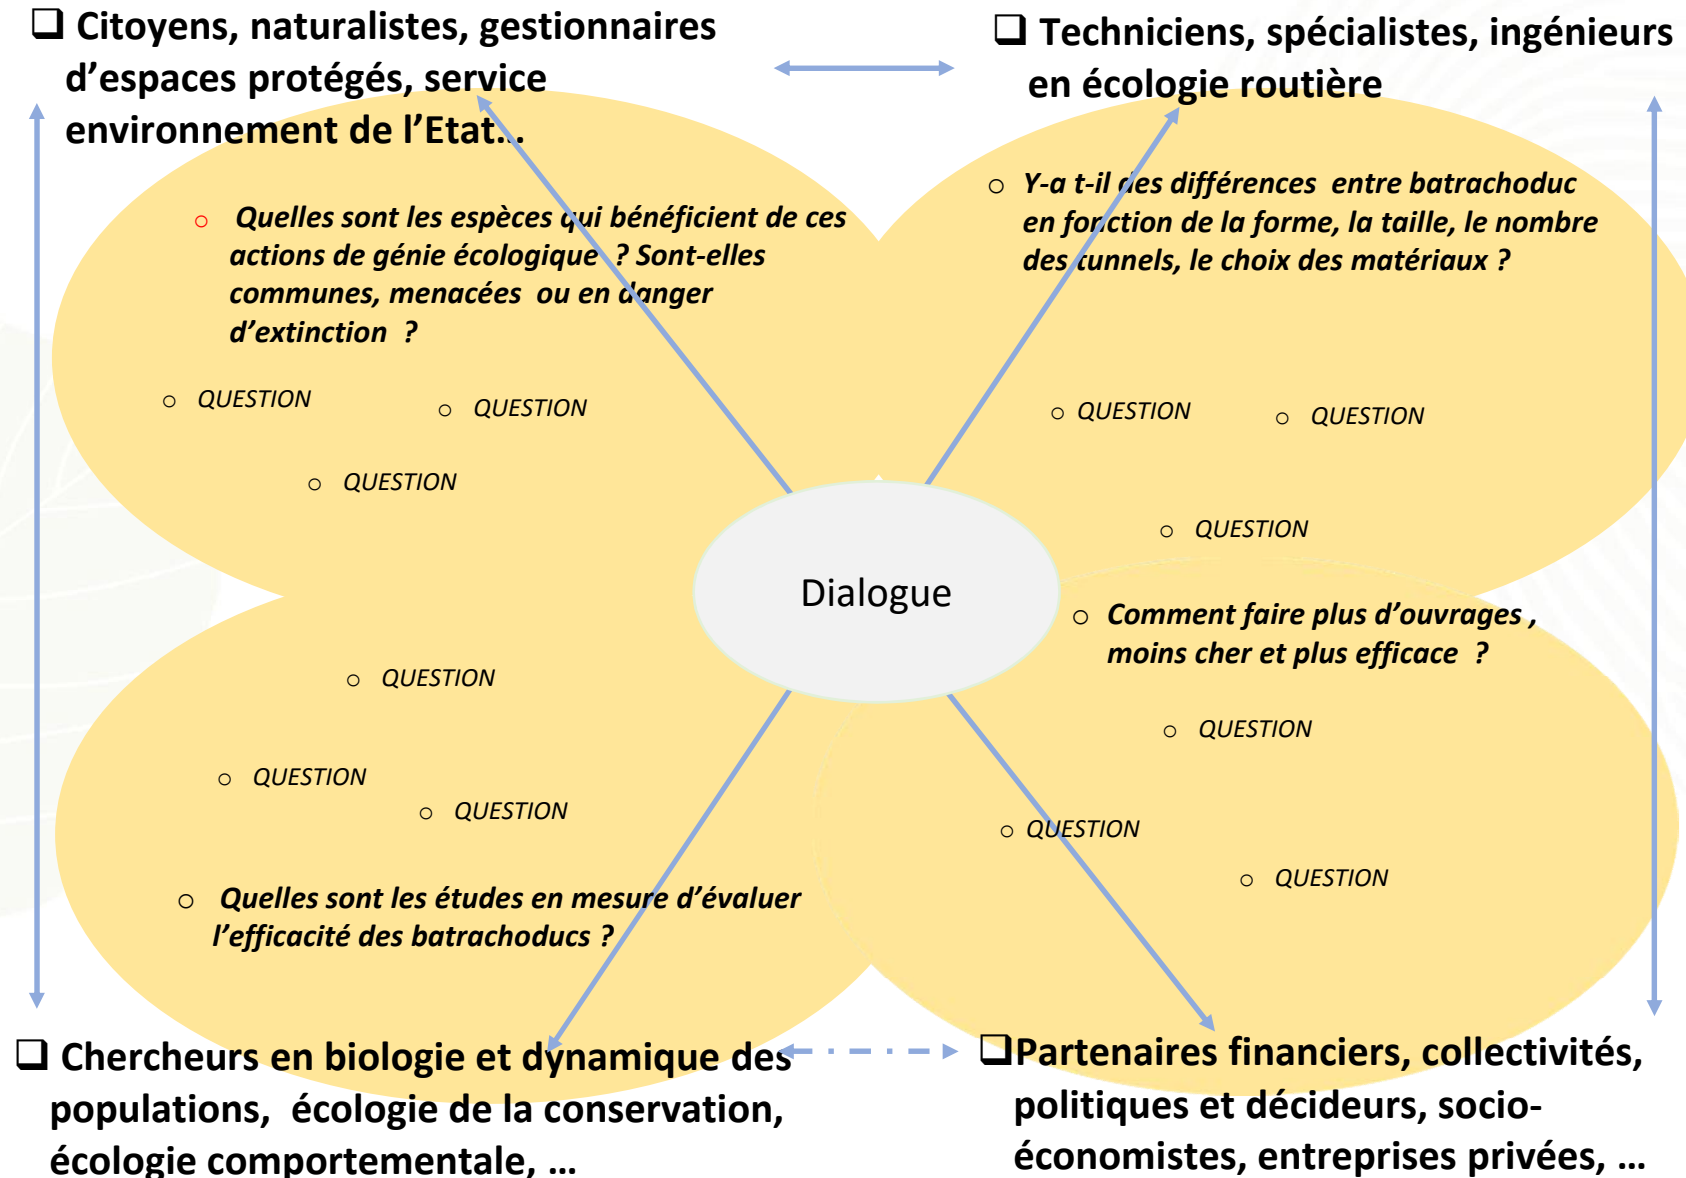 ❑ Citoyens, naturalistes, gestionnaires
d’espaces protégés, service
environnement de l’Etat…
❑ Techniciens, spécialistes, ingénieurs
en écologie routière
o Quelles sont les espèces qui bénéficient de ces
actions de génie écologique ? Sont-elles
communes, menacées ou en danger
d’extinction ?
o QUESTION
o QUESTION
o QUESTION
o Y-a t-il des différences entre batrachoduc
en fonction de la forme, la taille, le nombre
des tunnels, le choix des matériaux ?
o QUESTION
o QUESTION
o QUESTION
Dialogue
o QUESTION
o QUESTION
o QUESTION
o Quelles sont les études en mesure d’évaluer
l’efficacité des batrachoducs ?
o Comment faire plus d’ouvrages ,
moins cher et plus efficace ?
o QUESTION
o QUESTION
o QUESTION
❑ Chercheurs en biologie et dynamique des
populations, écologie de la conservation,
écologie comportementale, …
❑Partenaires financiers, collectivités,
politiques et décideurs, socio-
économistes, entreprises privées, …